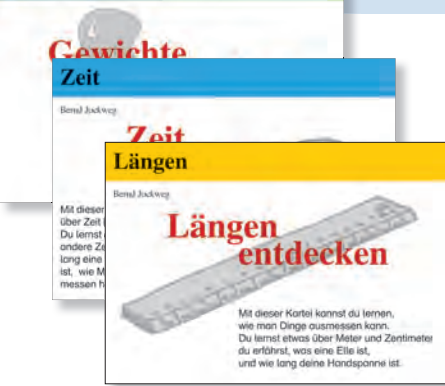 Gewichte
Zeit
Bernd Jockweg
Zeit
Mit dieser
über Zeit
Du lernst
andere Ze
lang eine
ist, wie M
messen h
Längen
Bernd Jockweg
Längen
entdecken
Mit dieser Kartei kannst du lernen,
wie man Dinge ausmessen kann.
Du lernst etwas über Meter und Zentimeter
du erfährst, was eine Elle ist,
und wie lang deine Handspanne ist.